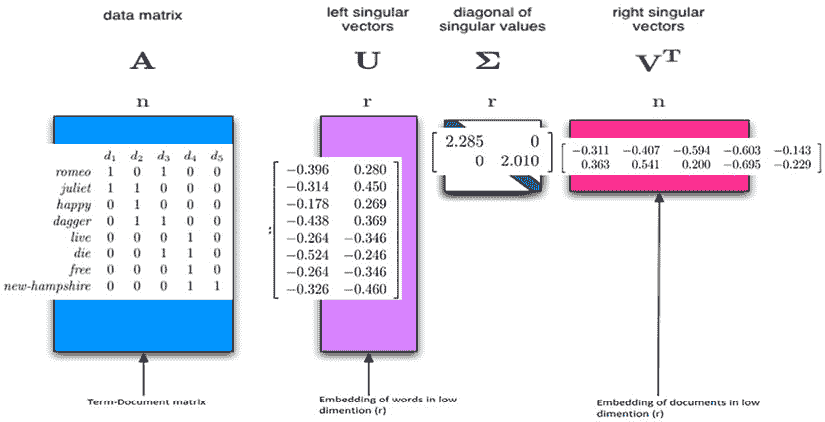 data matrix
left singular
vectors
diagonal of
singular values
right singular
vectors
A
U
Σ
V^T
n
r
r
n
d1 d2 d3 d4 d5
romeo 1 0 1 0 0
juliet 1 1 0 0 0
happy 0 1 0 0 0
dagger 0 1 1 0 0
live 0 0 0 1 0
die 0 0 1 1 0
free 0 0 0 1 0
new-hampshire 0 0 0 1 1
−0.396 0.280
−0.314 0.450
−0.178 0.269
−0.438 0.369
−0.264 −0.346
−0.524 −0.246
−0.264 −0.346
−0.326 −0.460
2.285 0
0 2.010
−0.311 −0.407 −0.594 −0.603 −0.143
0.363 0.541 0.200 −0.695 −0.229
Term-Document matrix
Embedding of words in low
dimention (r)
Embedding of documents in low
dimention (r)